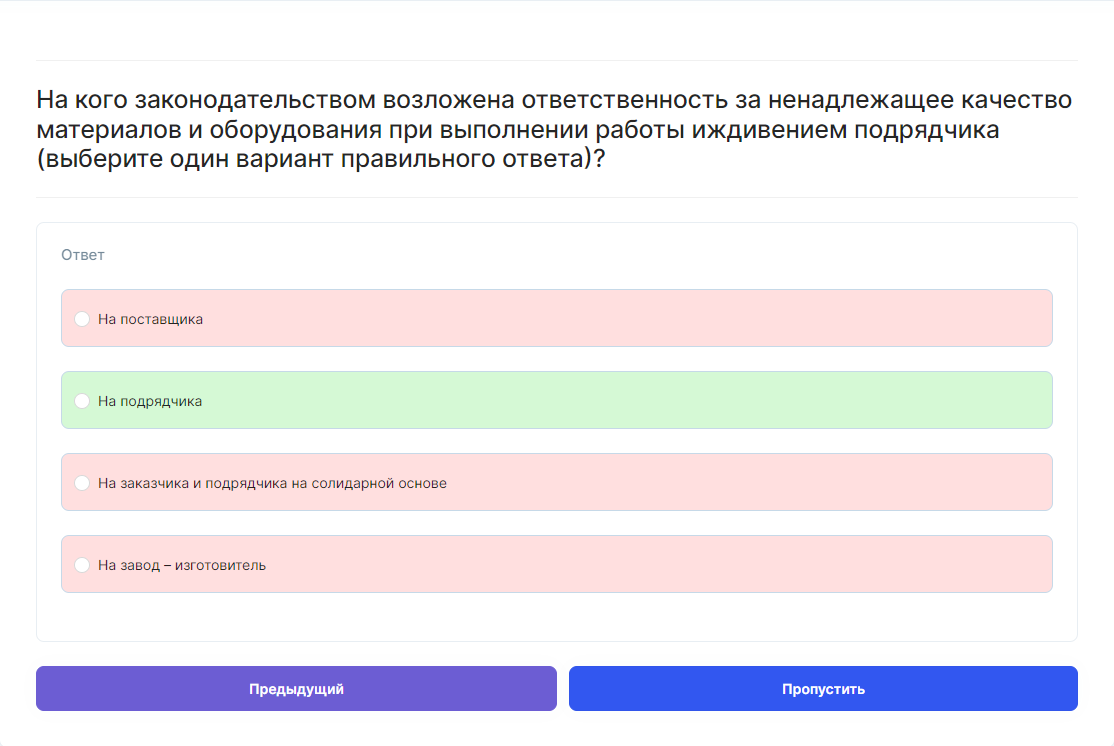 На кого законодательством возложена ответственность за ненадлежащее качество
материалов и оборудования при выполнении работы иждивением подрядчика
(выберите один вариант правильного ответа)?
Ответ
На поставщика
На подрядчика
На заказчика и подрядчика на солидарной основе
На завод – изготовитель
Предыдущий
Пропустить